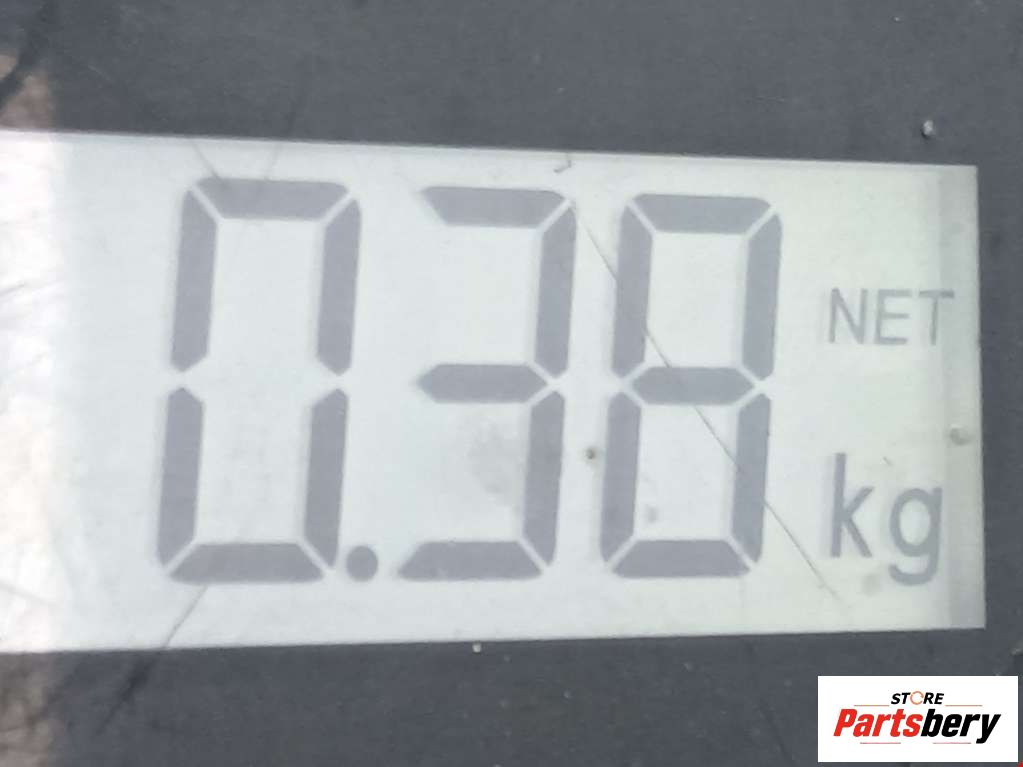 0.38
NET
kg
STORE
Partsbery